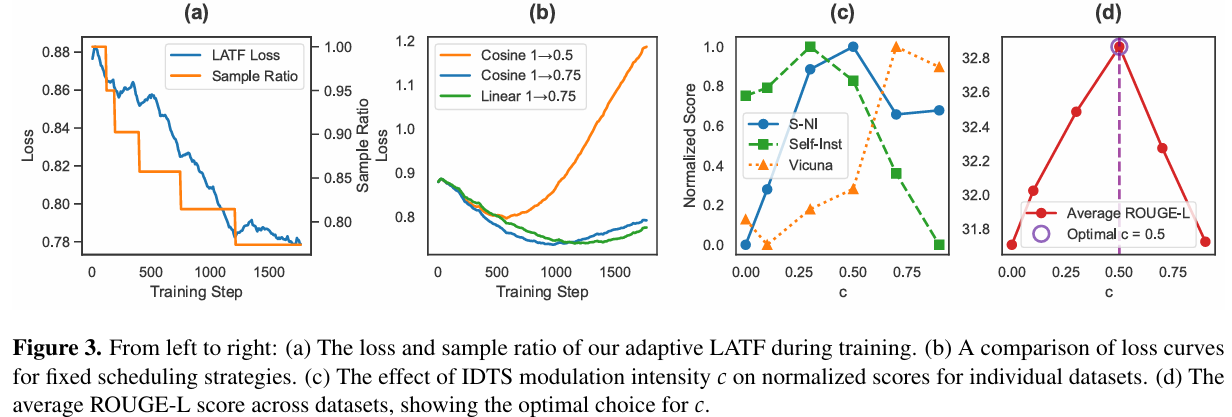 (a)
0.88
0.86
0.84
0.82
0.80
0.78
Loss
LATF Loss
Sample Ratio
1.00
0.95
0.90
0.85
0.80
Sample Ratio
0
500
1000
1500
Training Step
(b)
1.2
1.1
1.0
0.9
0.8
Loss
Cosine 1→0.5
Cosine 1→0.75
Linear 1→0.75
0
500
1000
1500
Training Step
(c)
1.0
0.8
0.6
0.4
0.2
0.0
Normalized Score
S-NI
Self-Inst
Vicuna
0.00
0.25
0.50
0.75
c
(d)
32.8
32.6
32.4
32.2
32.0
31.8
Average ROUGE-L
Optimal c = 0.5
0.00
0.25
0.50
0.75
c
Figure 3. From left to right: (a) The loss and sample ratio of our adaptive LATF during training. (b) A comparison of loss curves
for fixed scheduling strategies. (c) The effect of IDTS modulation intensity c on normalized scores for individual datasets. (d) The
average ROUGE-L score across datasets, showing the optimal choice for c.